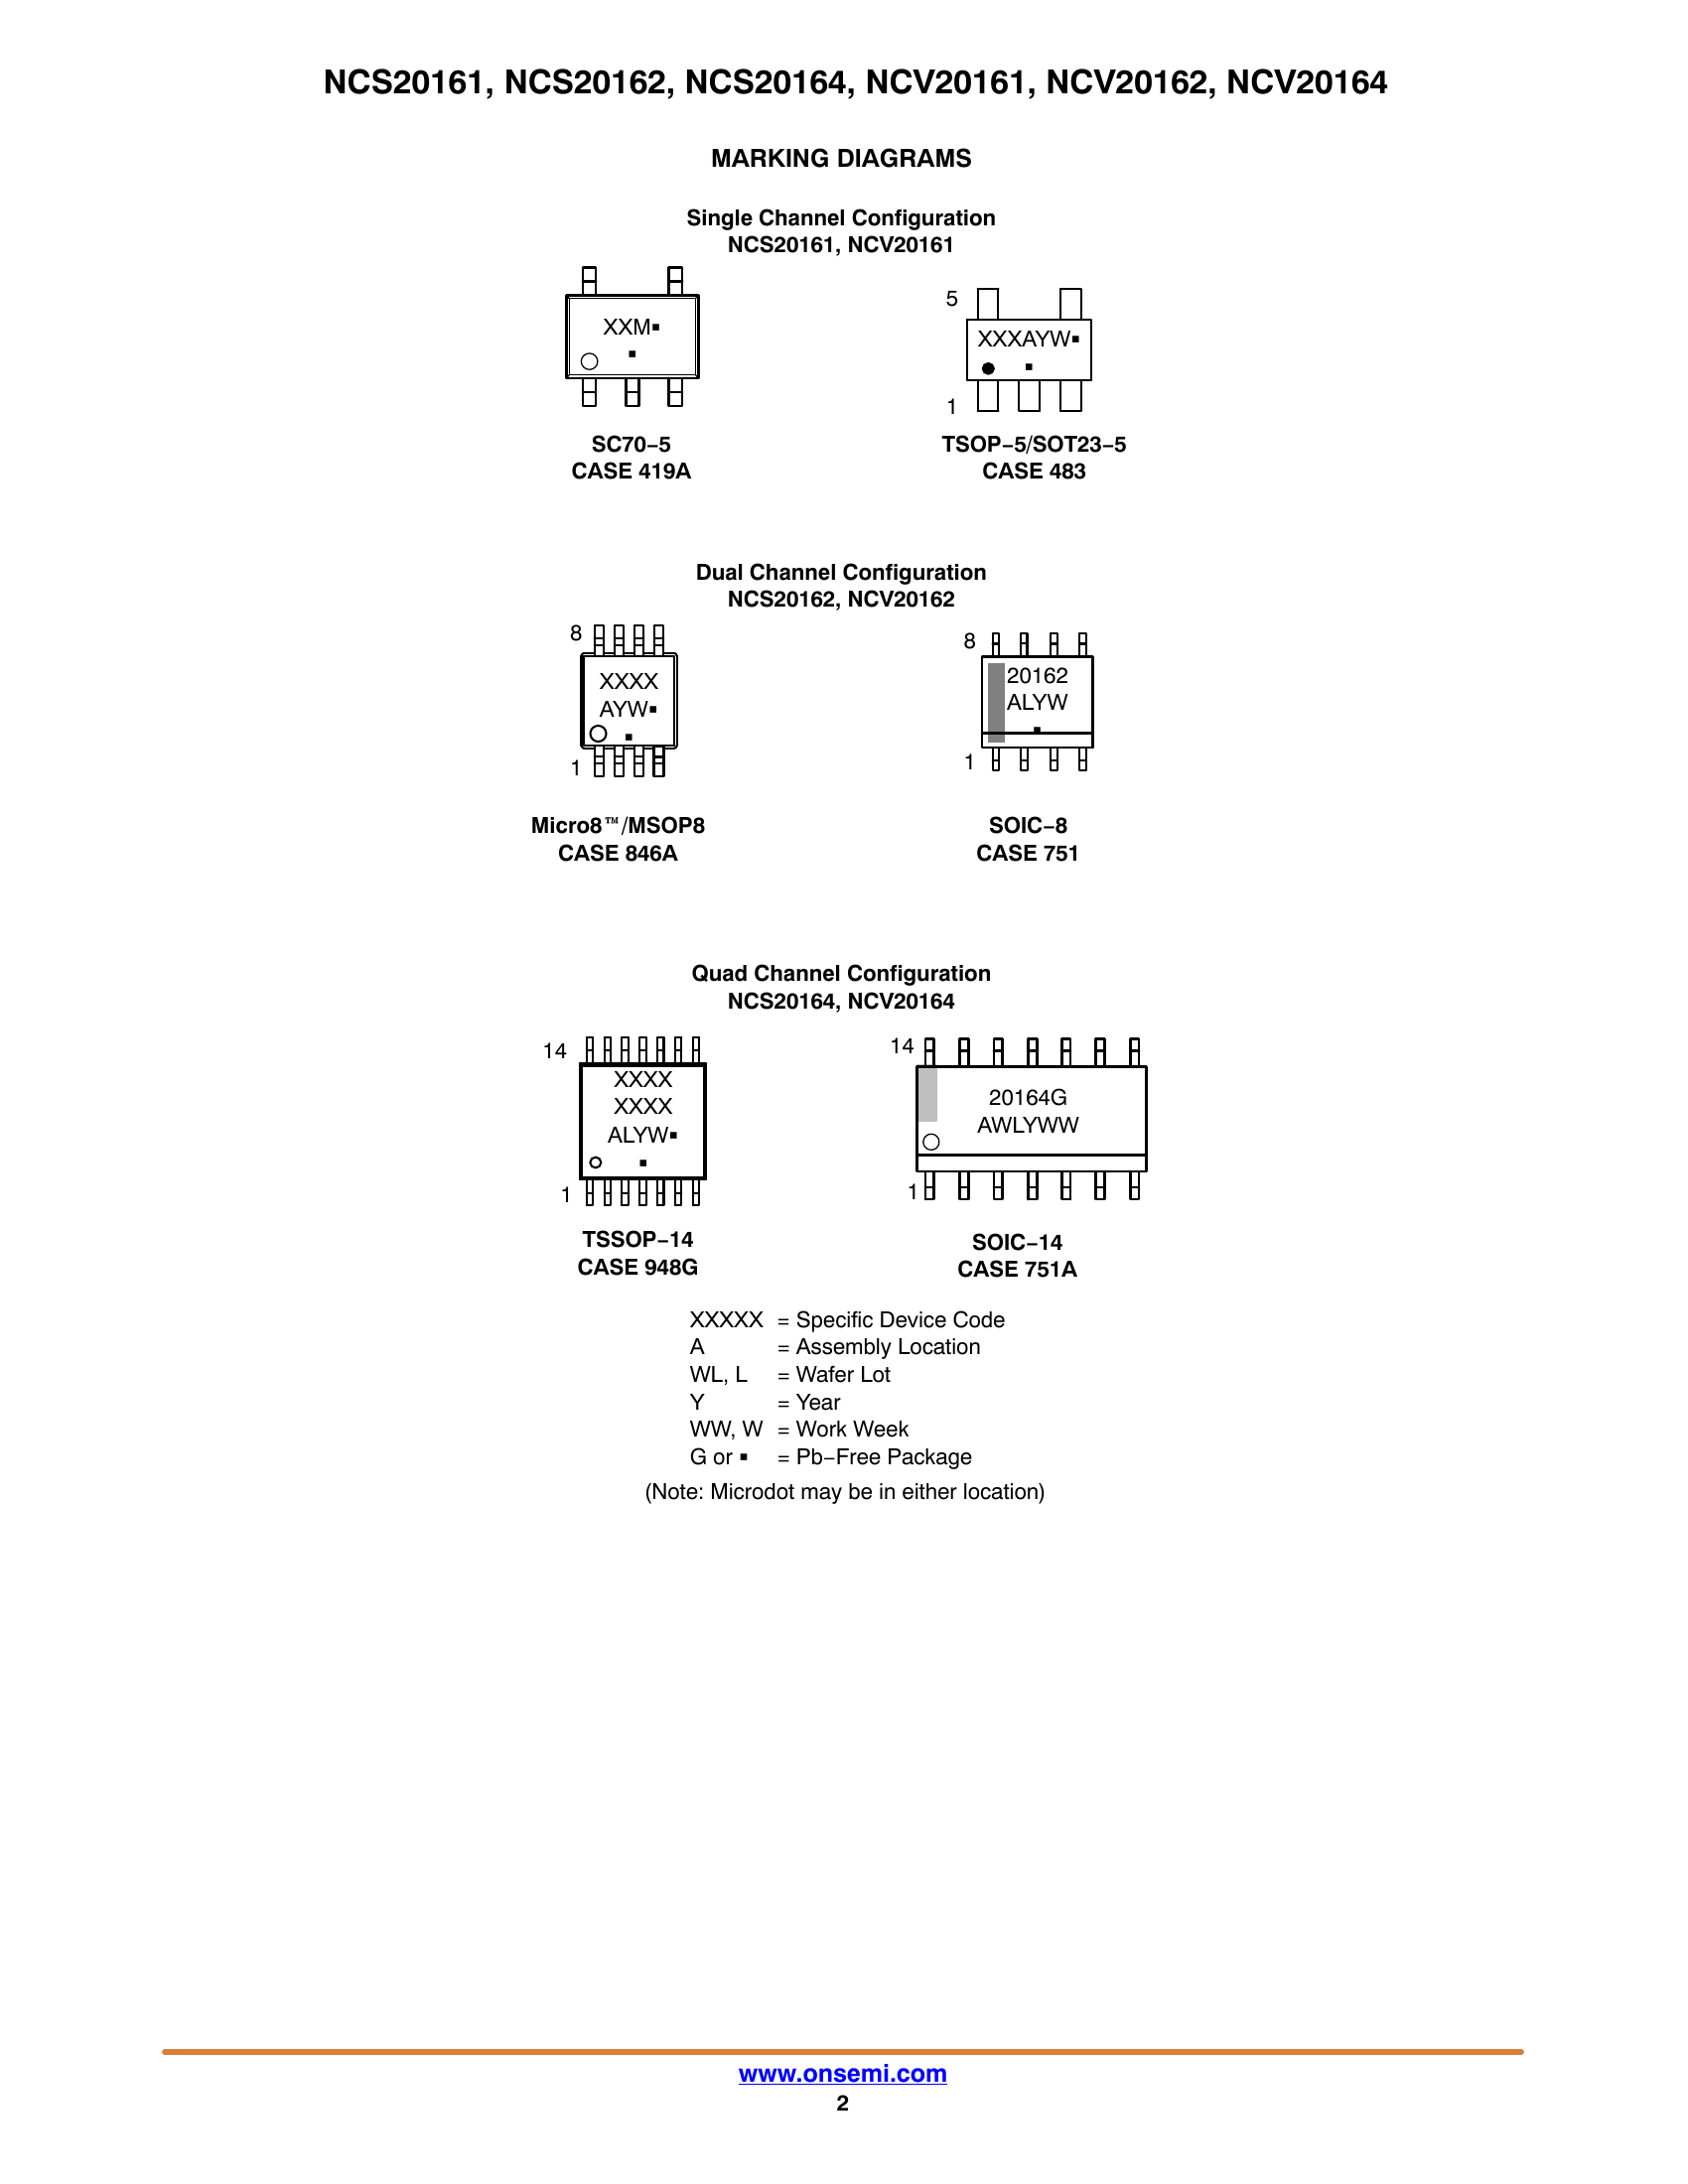 NCS20161, NCS20162, NCS20164, NCV20161, NCV20162, NCV20164
MARKING DIAGRAMS
Single Channel Configuration
NCS20161, NCV20161
XXM▪
▪
SC70−5
CASE 419A
5
XXXAYW▪
▪
1
TSOP−5/SOT23−5
CASE 483
Dual Channel Configuration
NCS20162, NCV20162
8
XXXX
AYW▪
▪
1
Micro8™/MSOP8
CASE 846A
8
20162
ALYW
▪
1
SOIC−8
CASE 751
Quad Channel Configuration
NCS20164, NCV20164
14
XXXX
XXXX
ALYW▪
▪
1
TSSOP−14
CASE 948G
14
20164G
AWLYWW
1
SOIC−14
CASE 751A
XXXXX = Specific Device Code
A = Assembly Location
WL, L = Wafer Lot
Y = Year
WW, W = Work Week
G or ▪ = Pb−Free Package
(Note: Microdot may be in either location)
www.onsemi.com
2